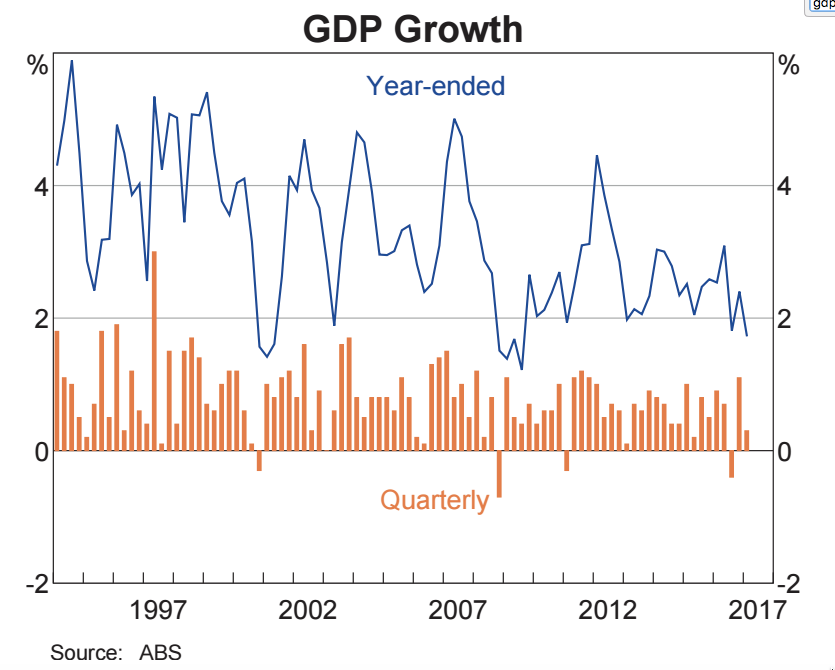 gdp
GDP Growth
% %
Year-ended
4 4
2 2
0 0
Quarterly
-2 -2
1997 2002 2007 2012 2017
Source: ABS